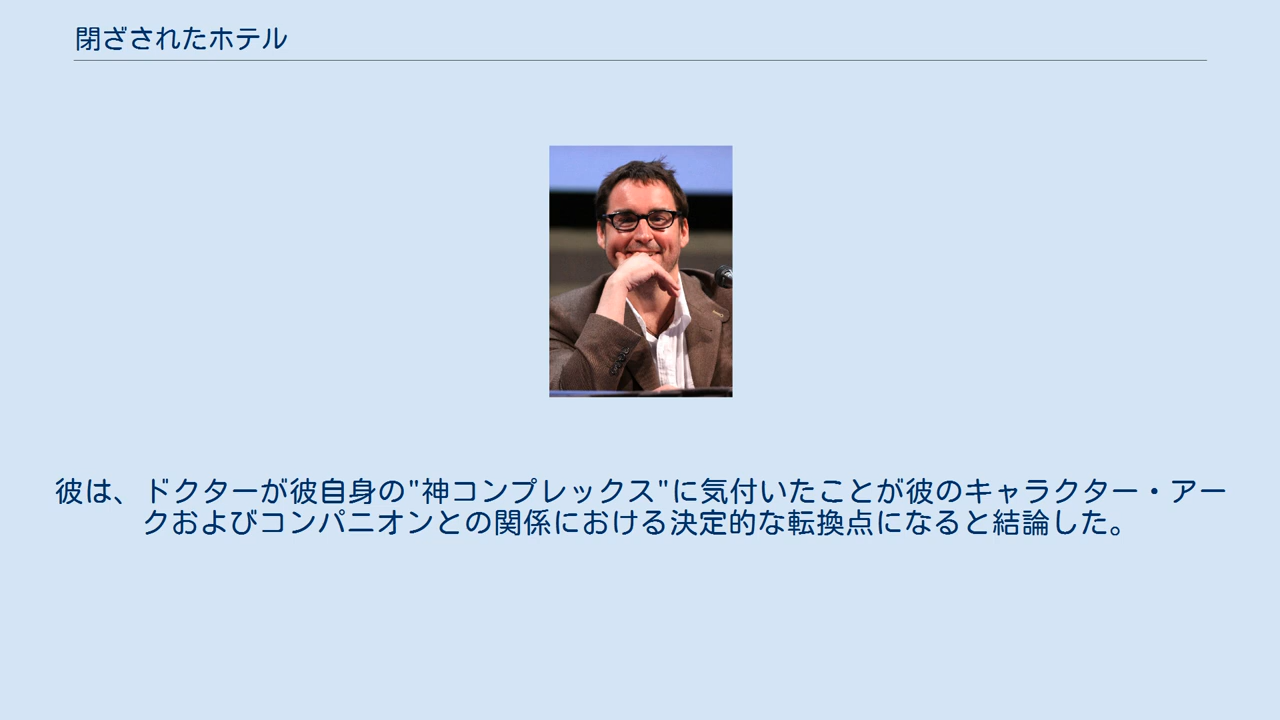 閉ざされたホテル
彼は、ドクターが彼自身の"神コンプレックス"に気付いたことが彼のキャラクター・アー
クおよびコンパニオンとの関係における決定的な転換点になると結論した。